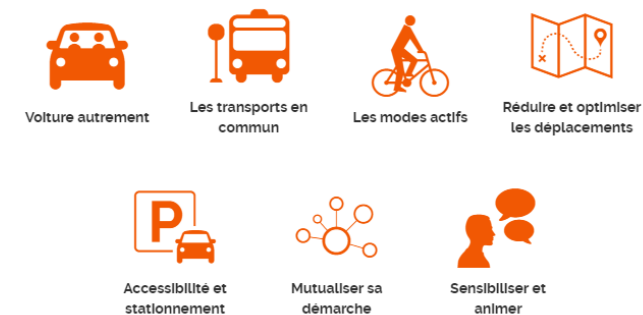 Voiture autrement
Les transports en
commun
Les modes actifs
Réduire et optimiser
les déplacements
P
Accessibilité et
stationnement
Mutualiser sa
démarche
Sensibiliser et
animer